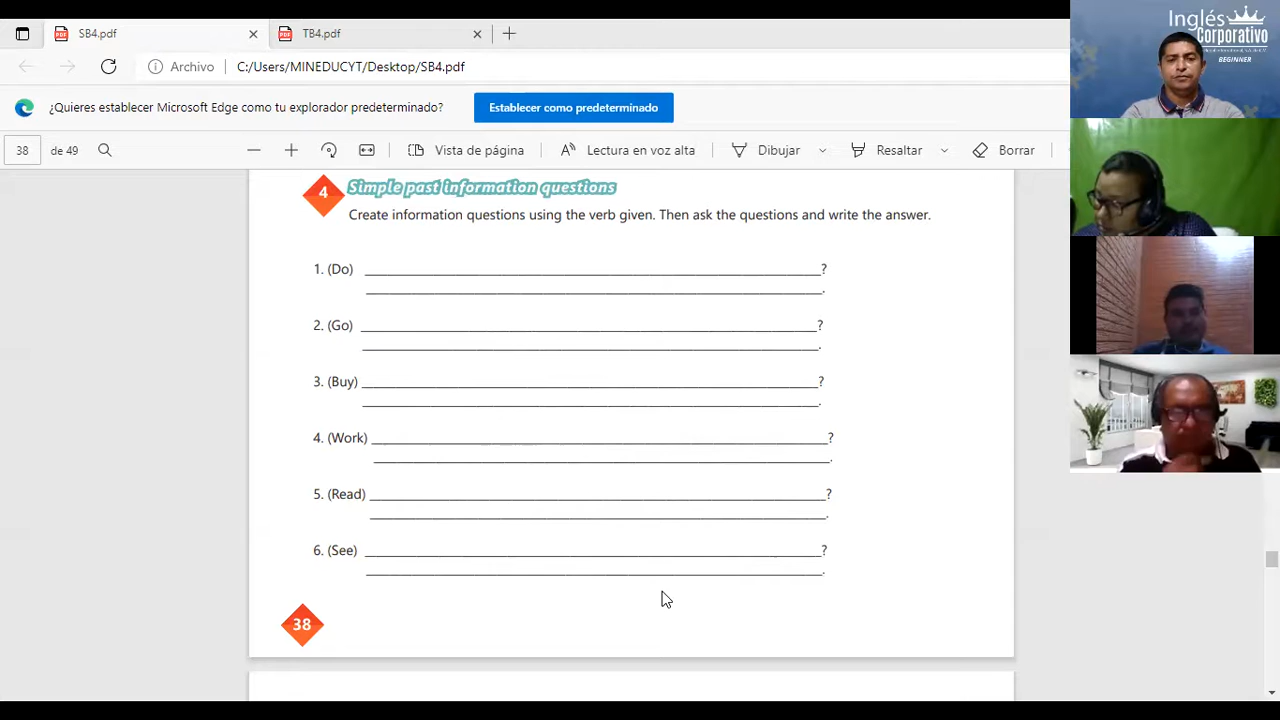 SB4.pdf
TB4.pdf
Archivo
C:/Users/MINEDUCYT/Desktop/SB4.pdf
¿Quieres establecer Microsoft Edge como tu explorador predeterminado?
Establecer como predeterminado
38 de 49
Vista de página
Lectura en voz alta
Dibujar
Resaltar
Borrar
4 Simple past information questions
Create information questions using the verb given. Then ask the questions and write the answer.
1. (Do) ?
.
2. (Go) ?
.
3. (Buy) ?
.
4. (Work) ?
.
5. (Read) ?
.
6. (See) ?
.
38
Inglés
Corporativo
BEGINNER